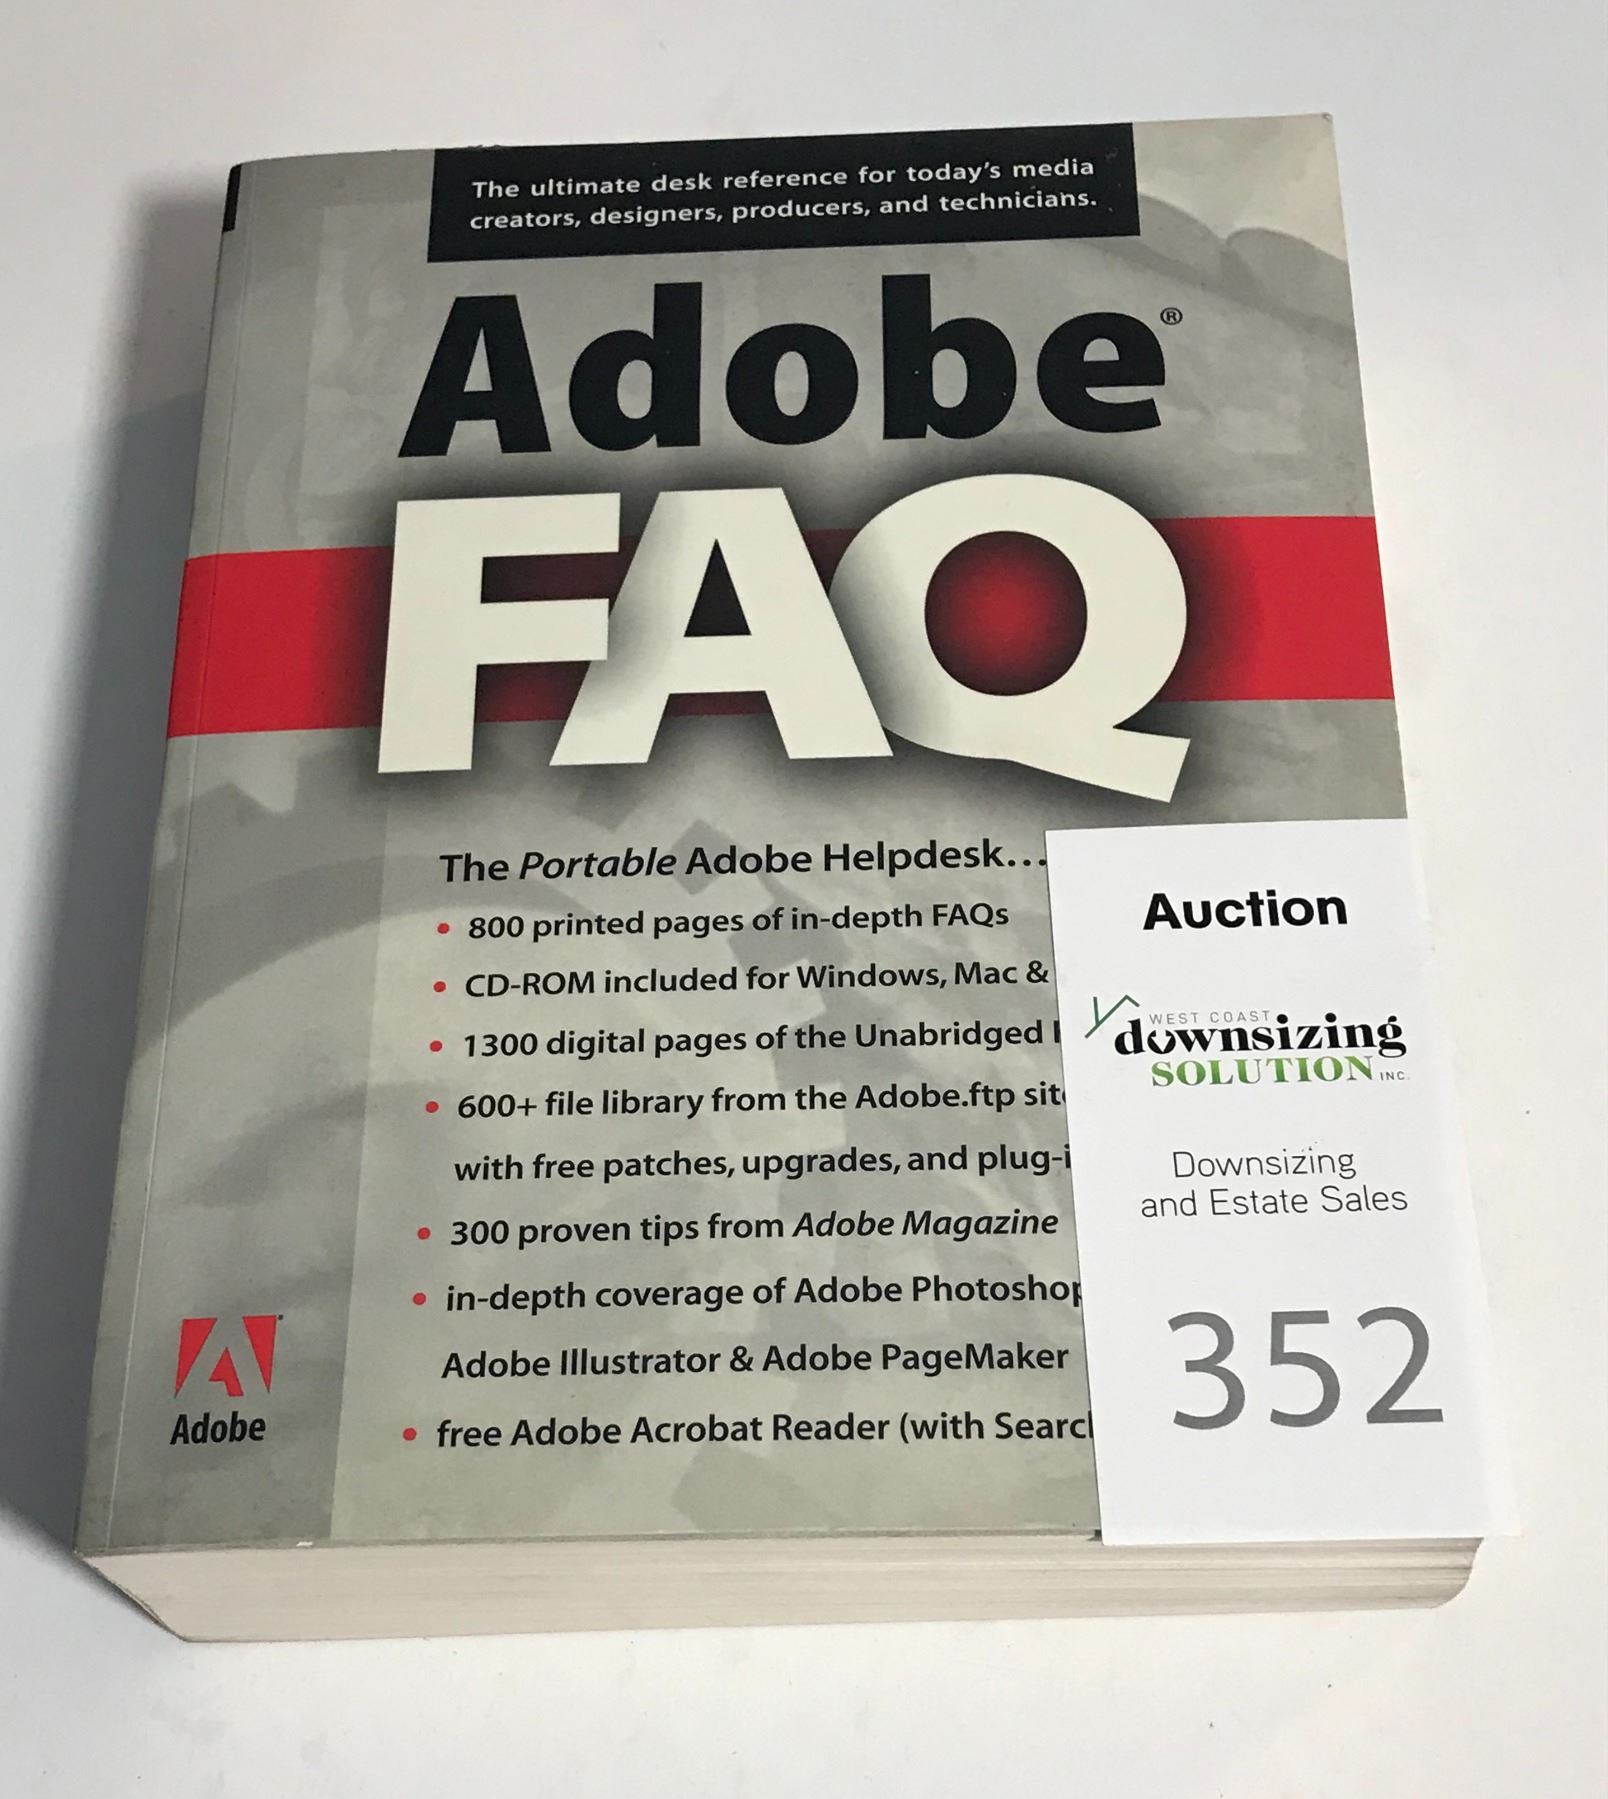 The ultimate desk reference for today's media
creators, designers, producers, and technicians.
Adobe®
FAQ
The Portable Adobe Helpdesk...
• 800 printed pages of in-depth FAQs
• CD-ROM included for Windows, Mac &
• 1300 digital pages of the Unabridged
• 600+ file library from the Adobe.ftp
with free patches, upgrades, and
• 300 proven tips from Adobe Magazine
• in-depth coverage of Adobe
Adobe Illustrator & Adobe PageMaker
• free Adobe Acrobat Reader (with
Adobe
Auction
WEST COAST
downsizing
SOLUTION INC.
Downsizing
and Estate Sales
352